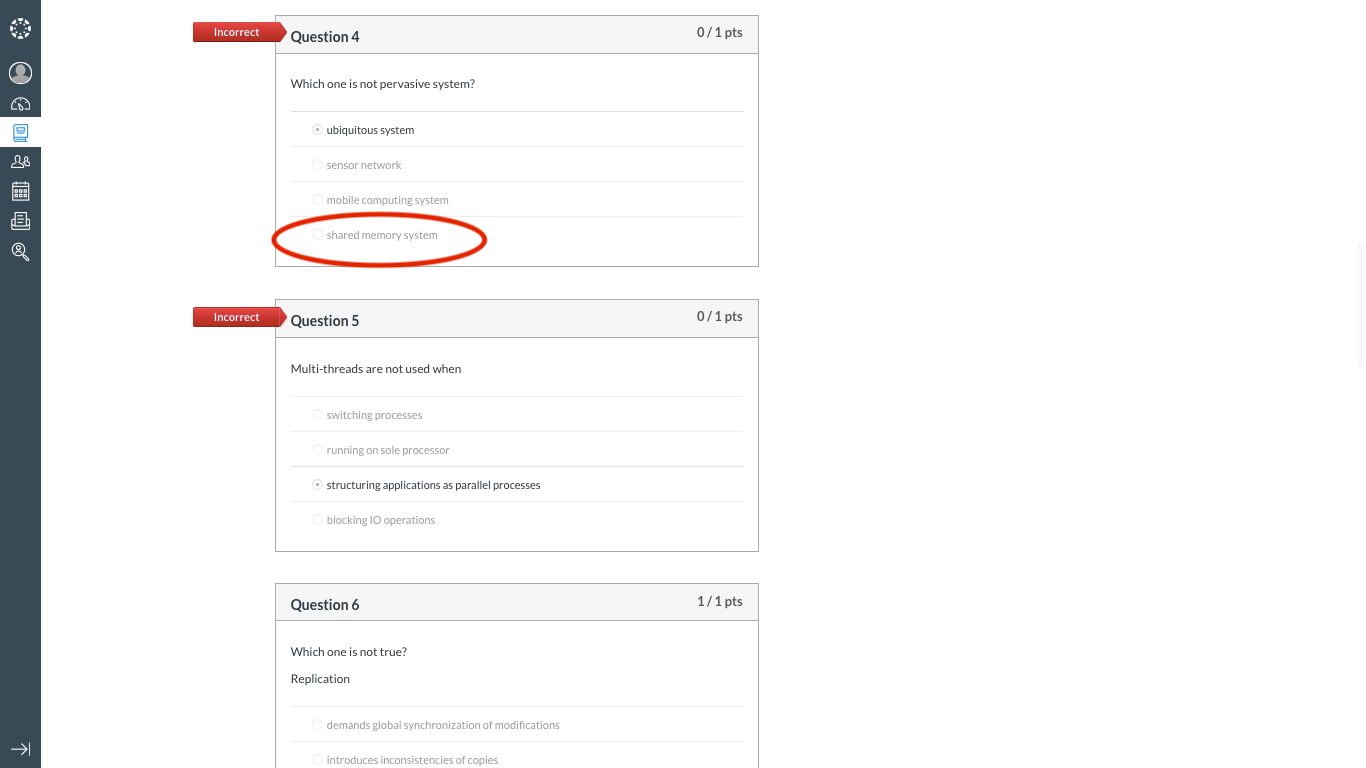 Incorrect
Question 4
0 / 1 pts
Which one is not pervasive system?
ubiquitous system
sensor network
mobile computing system
shared memory system
Incorrect
Question 5
0 / 1 pts
Multi-threads are not used when
switching processes
running on sole processor
structuring applications as parallel processes
blocking IO operations
Question 6
1 / 1 pts
Which one is not true?
Replication
demands global synchronization of modifications
introduces inconsistencies of copies